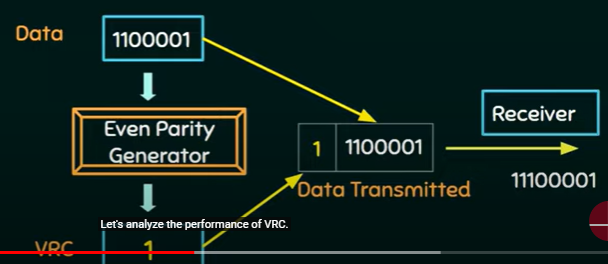 Data
1100001
Even Parity
Generator
1
1100001
Data Transmitted
Receiver
11100001
Let's analyze the performance of VRC.
VRC
1